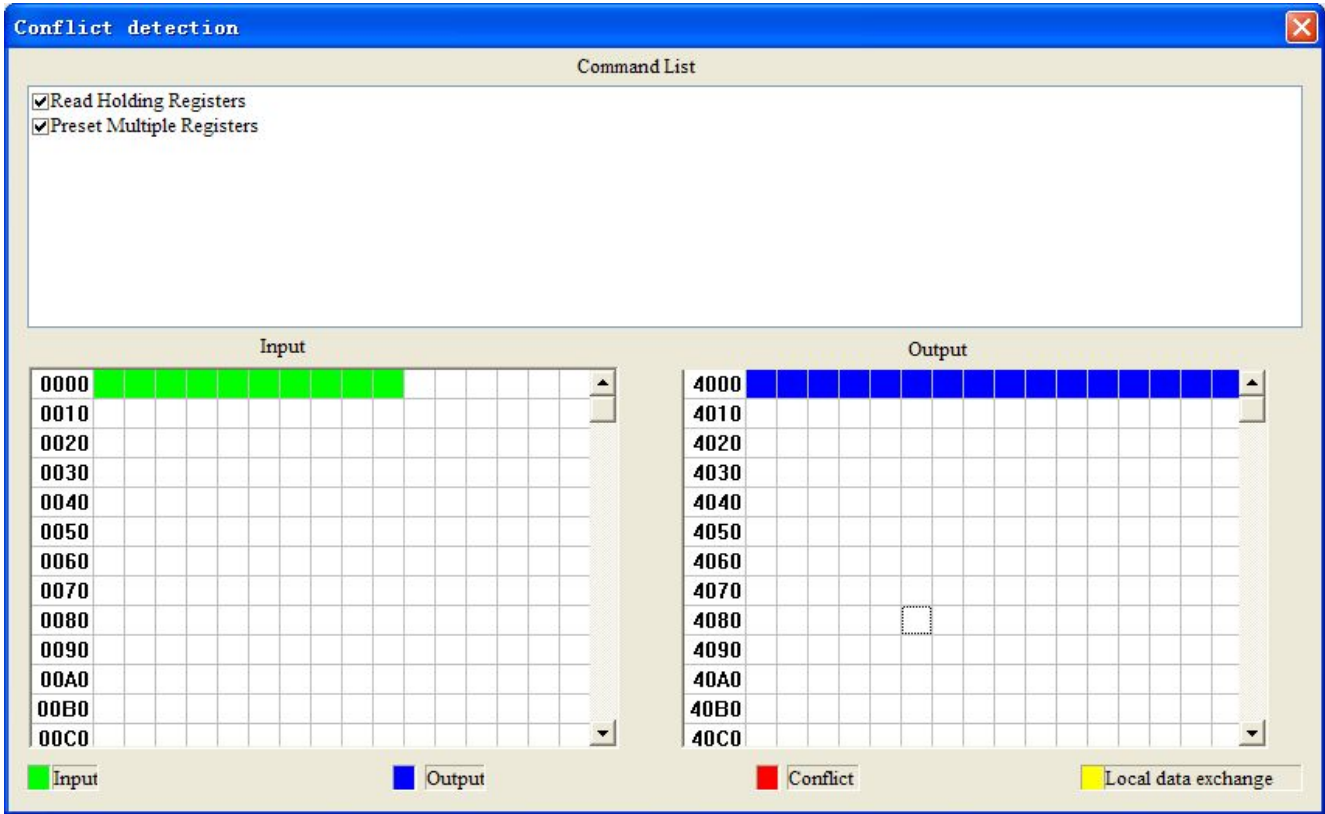 Conflict detection
Command List
Read Holding Registers
Preset Multiple Registers
Input
0000
0010
0020
0030
0040
0050
0060
0070
0080
0090
00A0
00B0
00C0
Output
4000
4010
4020
4030
4040
4050
4060
4070
4080
4090
40A0
40B0
40C0
Input
Output
Conflict
Local data exchange